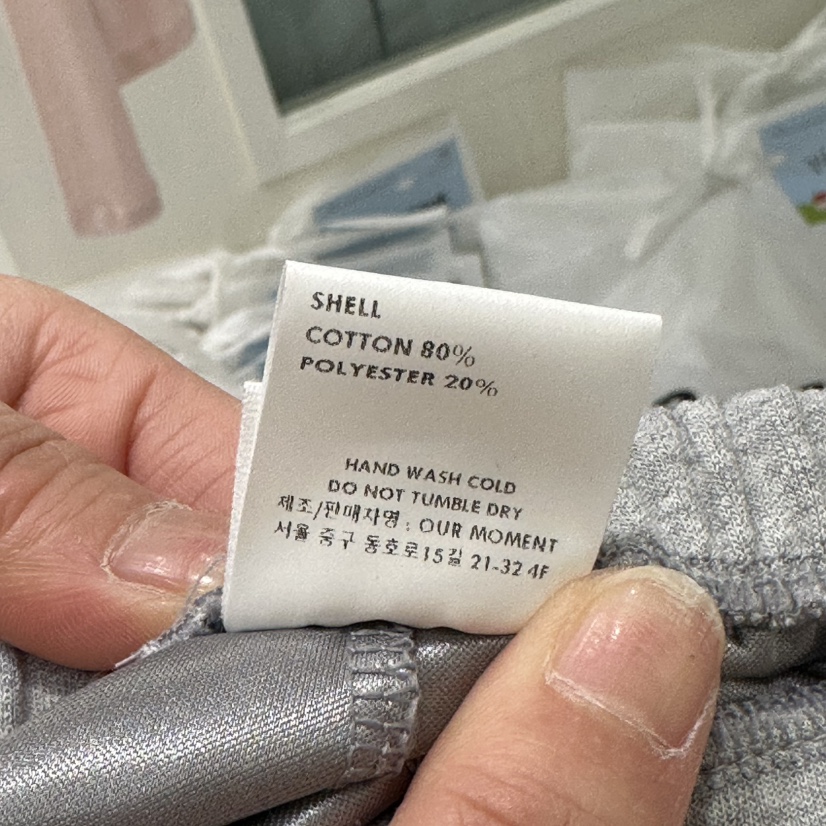 SHELL
COTTON 80%
POLYESTER 20%
HAND WASH COLD
DO NOT TUMBLE DRY
제조/판매자명 : OUR MOMENT
서울 중구 동호로15길 21-32 4F